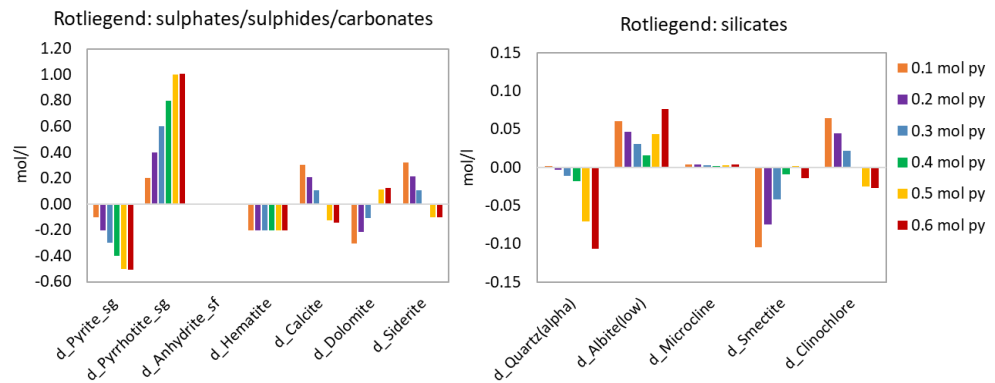 Rotliegend: sulphates/sulphides/carbonates
mol/l
1.20
1.00
0.80
0.60
0.40
0.20
0.00
-0.20
-0.40
-0.60
d_Pyrite_sg
d_Pyrrhotite_sg
d_Anhydrite_sf
d_Hematite
d_Calcite
d_Dolomite
d_Siderite
Rotliegend: silicates
mol/l
0.15
0.10
0.05
0.00
-0.05
-0.10
-0.15
d_Quartz(alpha)
d_Albite(low)
d_Microcline
d_Smectite
d_Clinochlore
0.1 mol py
0.2 mol py
0.3 mol py
0.4 mol py
0.5 mol py
0.6 mol py